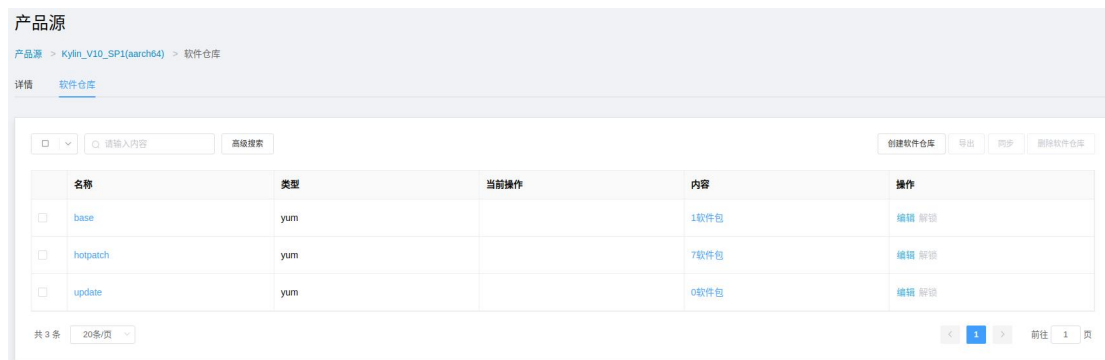 产品源
产品源 > Kylin_V10_SP1(aarch64) > 软件仓库
详情 软件仓库
请输入内容 高级搜索 创建软件仓库 导出 同步 删除软件仓库
名称 类型 当前操作 内容 操作
base yum 1软件包 编辑 解锁
hotpatch yum 7软件包 编辑 解锁
update yum 0软件包 编辑 解锁
共 3 条 20条/页 < 1 > 前往 1 页